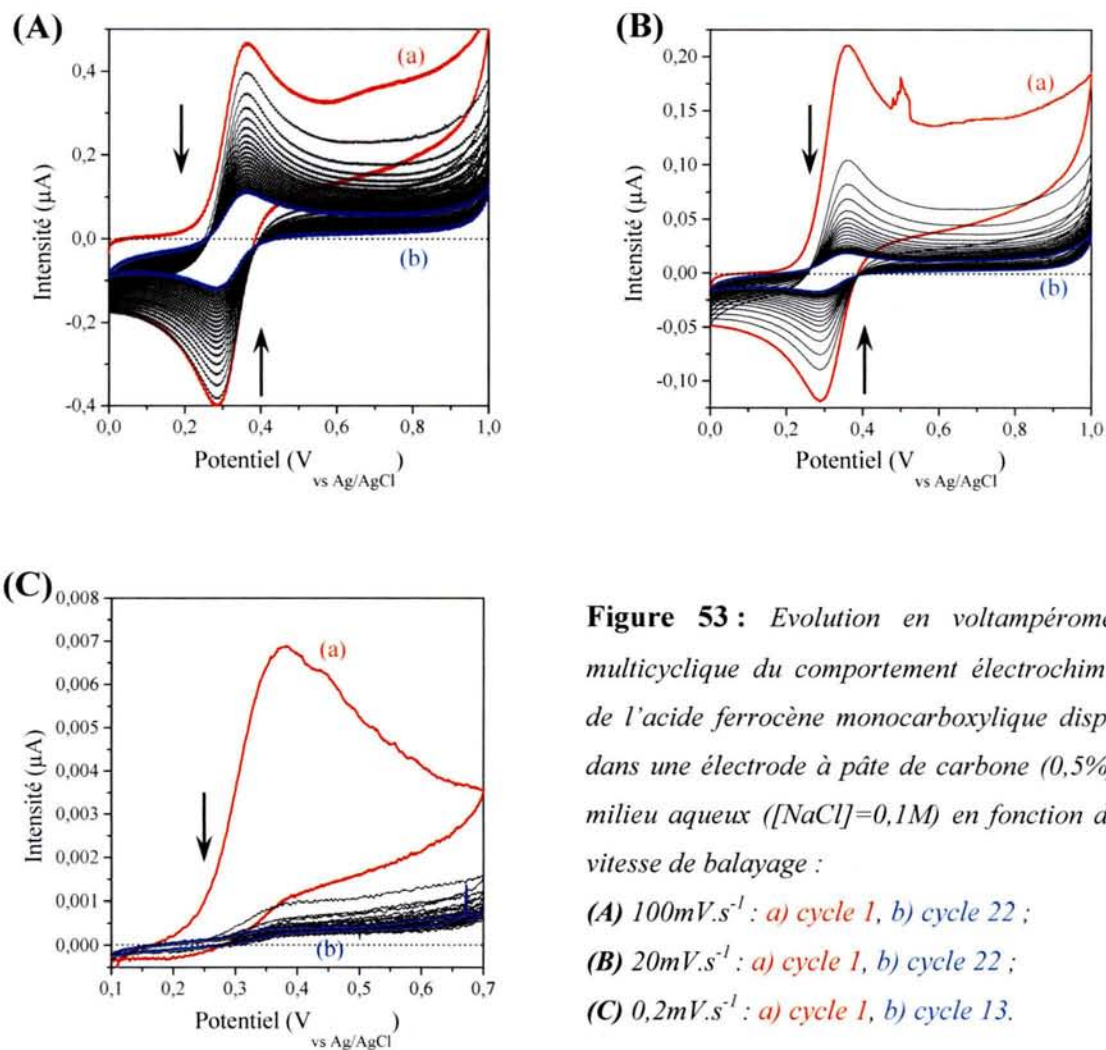 (A)
(B)
0,4
0,2
0,0
-0,2
-0,4
Intensité (µA)
(a)
(b)
0,0 0,2 0,4 0,6 0,8 1,0
Potentiel (V vs Ag/AgCl)
0,20
0,15
0,10
0,05
0,00
-0,05
-0,10
Intensité (µA)
(a)
(b)
0,0 0,2 0,4 0,6 0,8 1,0
Potentiel (V vs Ag/AgCl)
(C)
0,008
0,007
0,006
0,005
0,004
0,003
0,002
0,001
0,000
Intensité (µA)
(a)
(b)
0,1 0,2 0,3 0,4 0,5 0,6 0,7
Potentiel (V vs Ag/AgCl)
Figure 53 : Evolution en voltampérome
multicyclique du comportement électrochim
de l'acide ferrocène monocarboxylique disp
dans une électrode à pâte de carbone (0,5%)
milieu aqueux ([NaCl]=0,1M) en fonction d
vitesse de balayage :
(A) 100mV.s-1 : a) cycle 1, b) cycle 22 ;
(B) 20mV.s-1 : a) cycle 1, b) cycle 22 ;
(C) 0,2mV.s-1 : a) cycle 1, b) cycle 13.